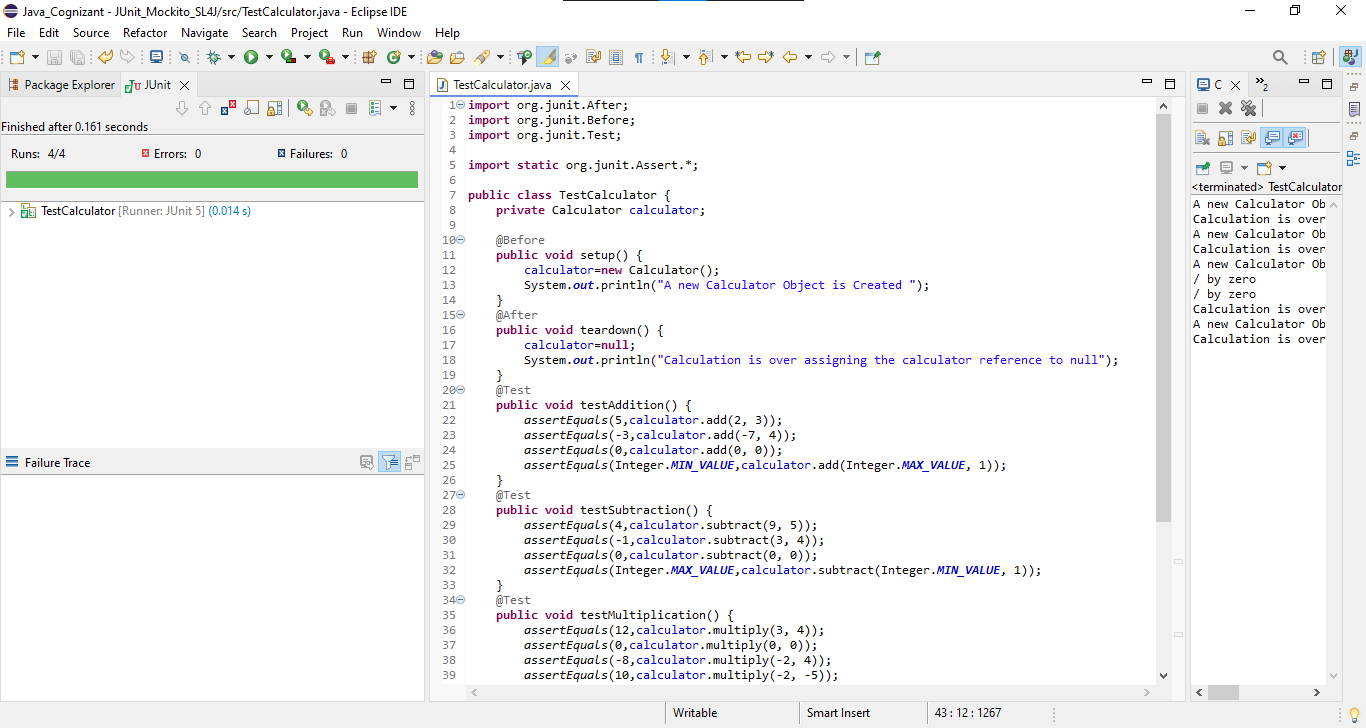 Java_Cognizant - JUnit_Mockito_SL4J/src/TestCalculator.java - Eclipse IDE
File Edit Source Refactor Navigate Search Project Run Window Help
Package Explorer JUnit
Finished after 0.161 seconds
Runs: 4/4 Errors: 0 Failures: 0
TestCalculator [Runner: JUnit 5] (0.014 s)
Failure Trace
TestCalculator.java
1 import org.junit.After;
2 import org.junit.Before;
3 import org.junit.Test;
4
5 import static org.junit.Assert.*;
6
7 public class TestCalculator {
8 private Calculator calculator;
9
10 @Before
11 public void setup() {
12 calculator=new Calculator();
13 System.out.println("A new Calculator Object is Created ");
14 }
15 @After
16 public void teardown() {
17 calculator=null;
18 System.out.println("Calculation is over assigning the calculator reference to null");
19 }
20 @Test
21 public void testAddition() {
22 assertEquals(5,calculator.add(2, 3));
23 assertEquals(-3,calculator.add(-7, 4));
24 assertEquals(0,calculator.add(0, 0));
25 assertEquals(Integer.MIN_VALUE,calculator.add(Integer.MAX_VALUE, 1));
26 }
27 @Test
28 public void testSubtraction() {
29 assertEquals(4,calculator.subtract(9, 5));
30 assertEquals(-1,calculator.subtract(3, 4));
31 assertEquals(0,calculator.subtract(0, 0));
32 assertEquals(Integer.MAX_VALUE,calculator.subtract(Integer.MIN_VALUE, 1));
33 }
34 @Test
35 public void testMultiplication() {
36 assertEquals(12,calculator.multiply(3, 4));
37 assertEquals(0,calculator.multiply(0, 0));
38 assertEquals(-8,calculator.multiply(-2, 4));
39 assertEquals(10,calculator.multiply(-2, -5));
C
2
<terminated> TestCalculator
A new Calculator Ob
Calculation is over
A new Calculator Ob
Calculation is over
A new Calculator Ob
/ by zero
/ by zero
Calculation is over
A new Calculator Ob
Calculation is over
Writable Smart Insert 43 : 12 : 1267